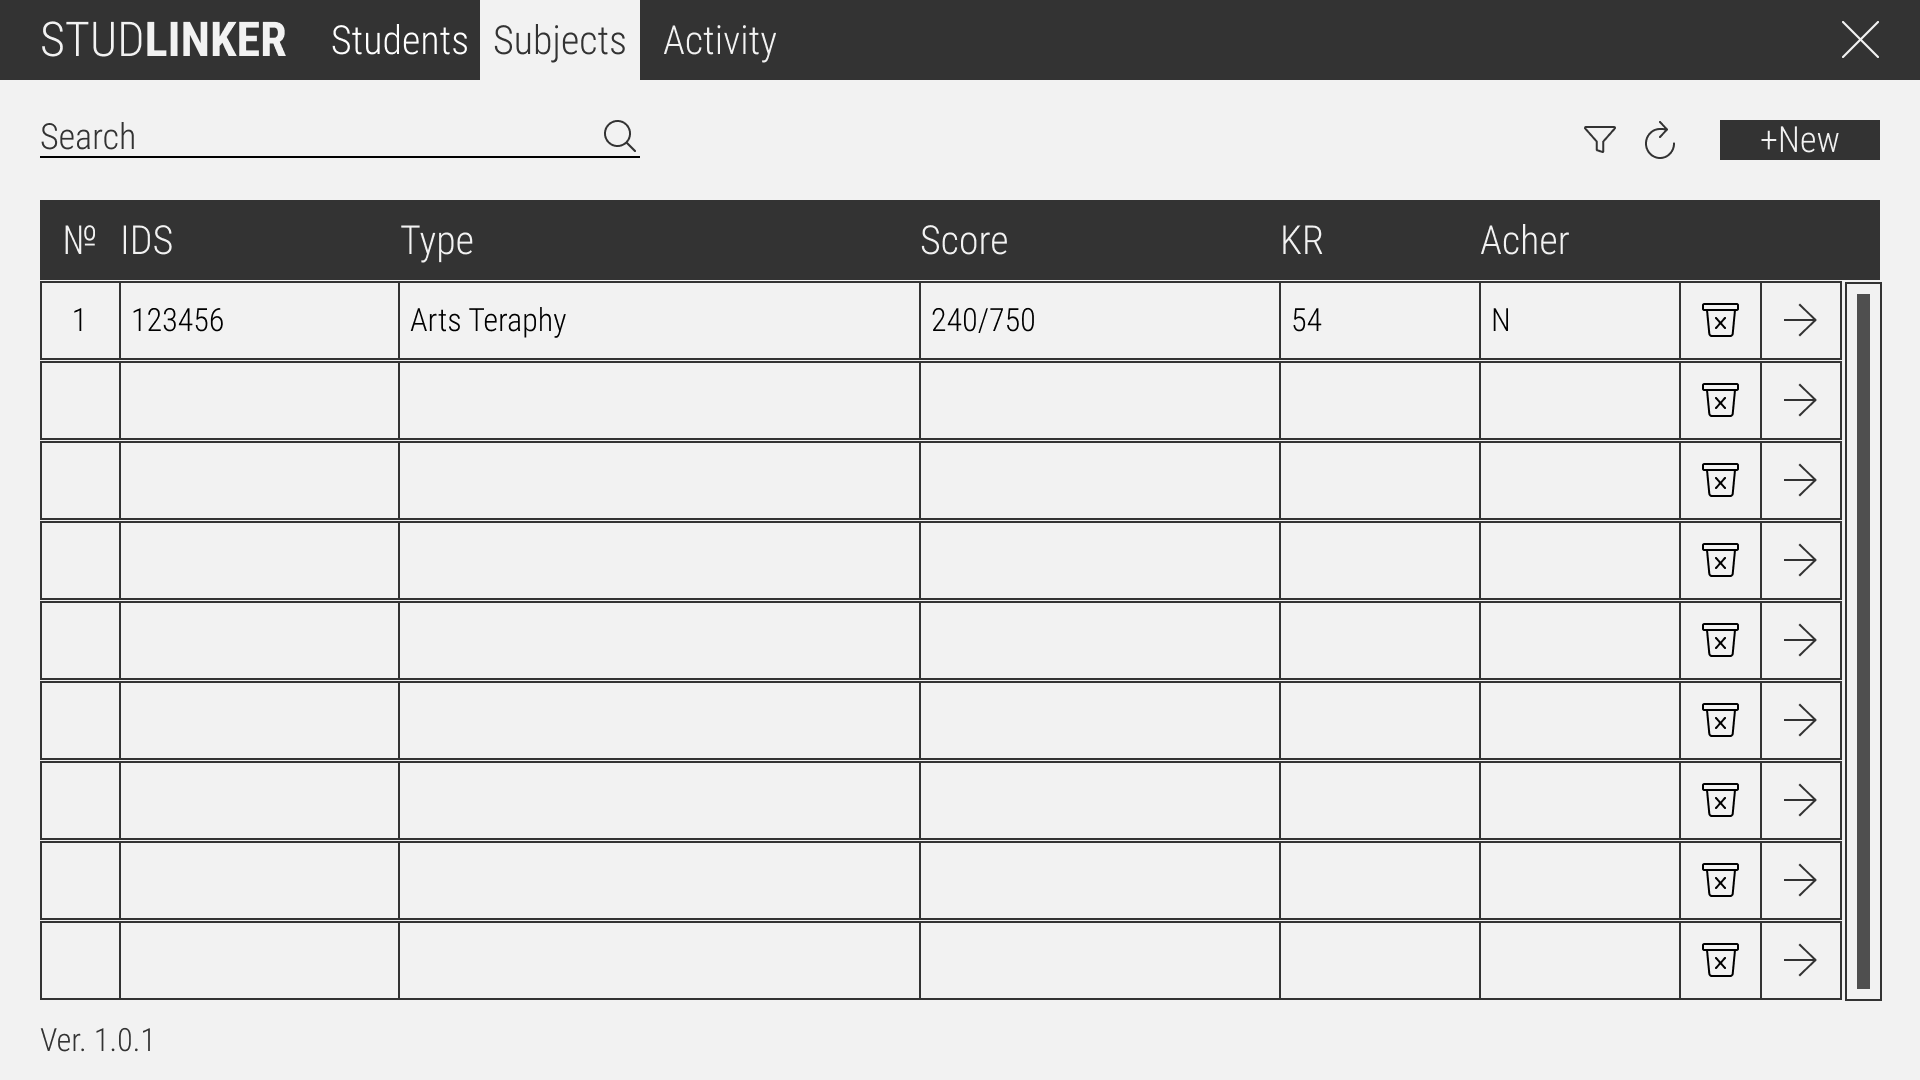 STUDLINKER Students Subjects Activity
Search
+New
Nº IDS Type Score KR Acher
1 123456 Arts Teraphy 240/750 54 N
Ver. 1.0.1